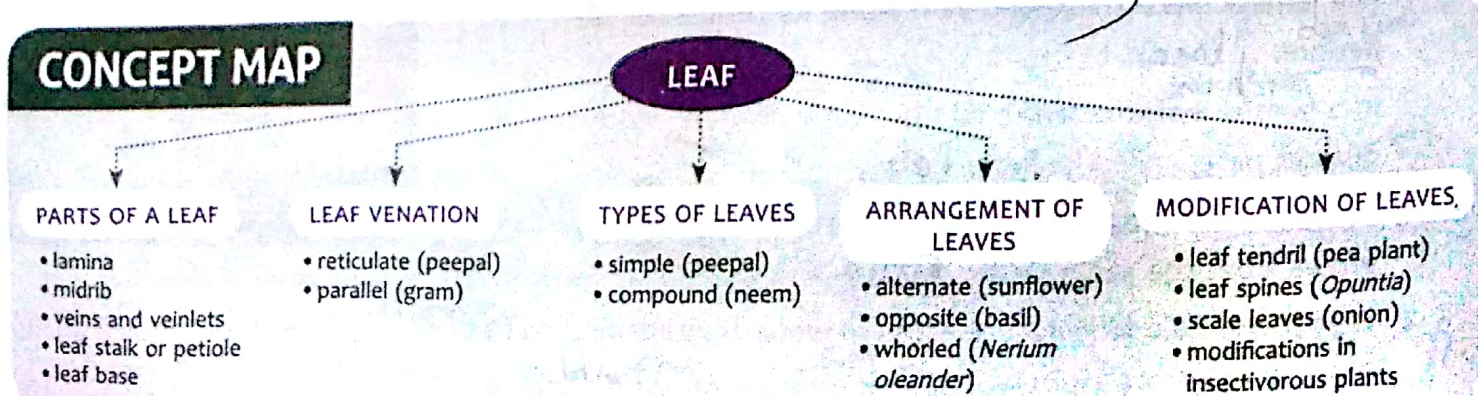 CONCEPT MAP
LEAF
PARTS OF A LEAF
• lamina
• midrib
• veins and veinlets
• leaf stalk or petiole
• leaf base
LEAF VENATION
• reticulate (peepal)
• parallel (gram)
TYPES OF LEAVES
• simple (peepal)
• compound (neem)
ARRANGEMENT OF
LEAVES
• alternate (sunflower)
• opposite (basil)
• whorled (Nerium
oleander)
MODIFICATION OF LEAVES
• leaf tendril (pea plant)
• leaf spines (Opuntia)
• scale leaves (onion)
• modifications in
insectivorous plants